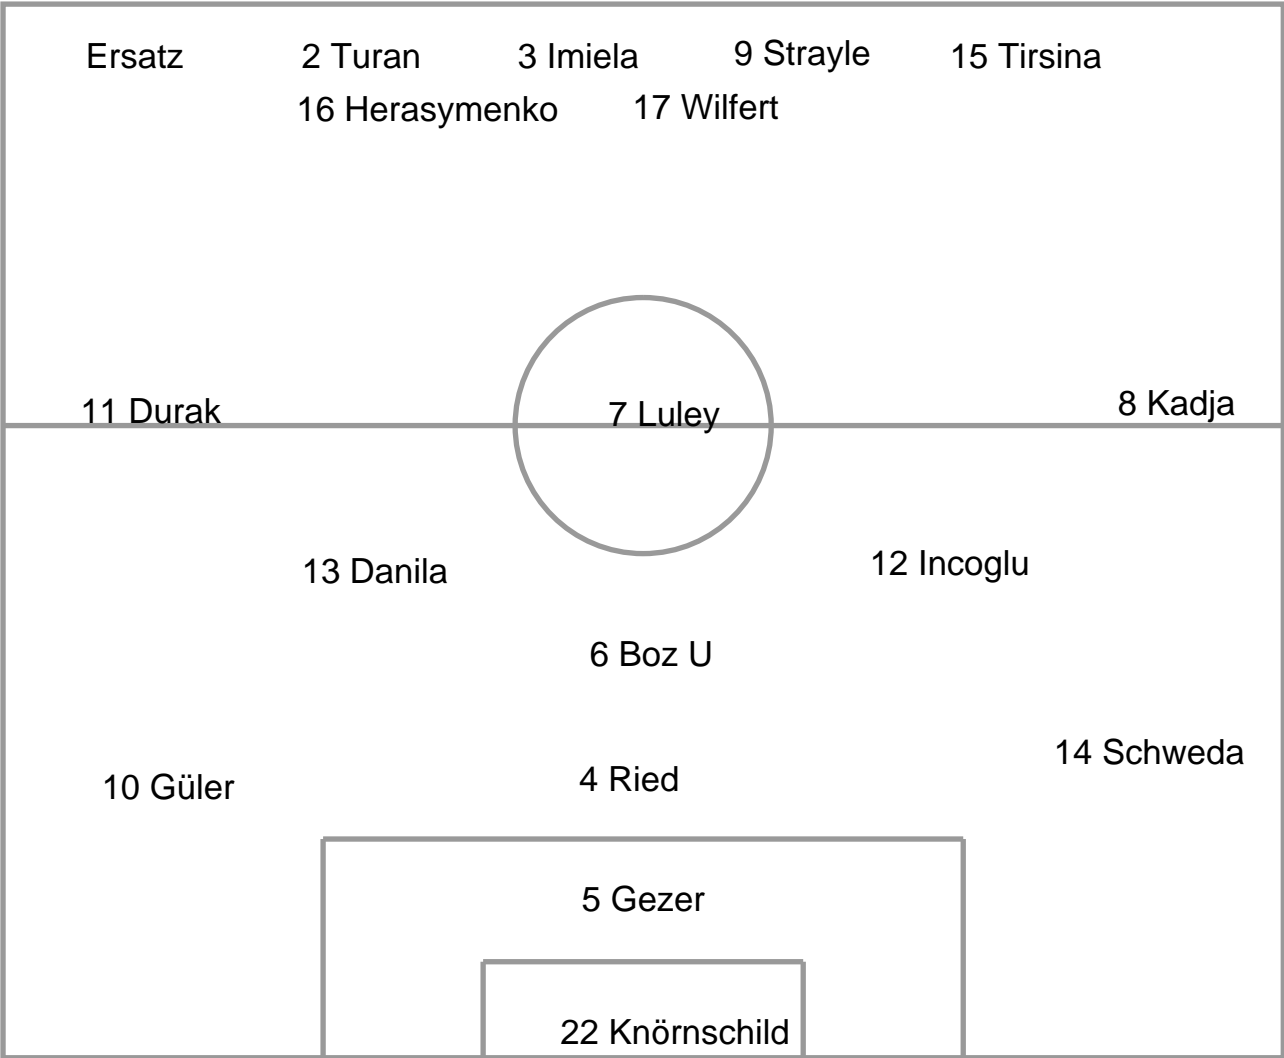 Ersatz 2 Turan 3 Imiela 9 Strayle 15 Tirsina
16 Herasymenko 17 Wilfert
11 Durak 7 Luley 8 Kadja
13 Danila 12 Incoglu
6 Boz U
10 Güler 4 Ried 14 Schweda
5 Gezer
22 Knörnschild